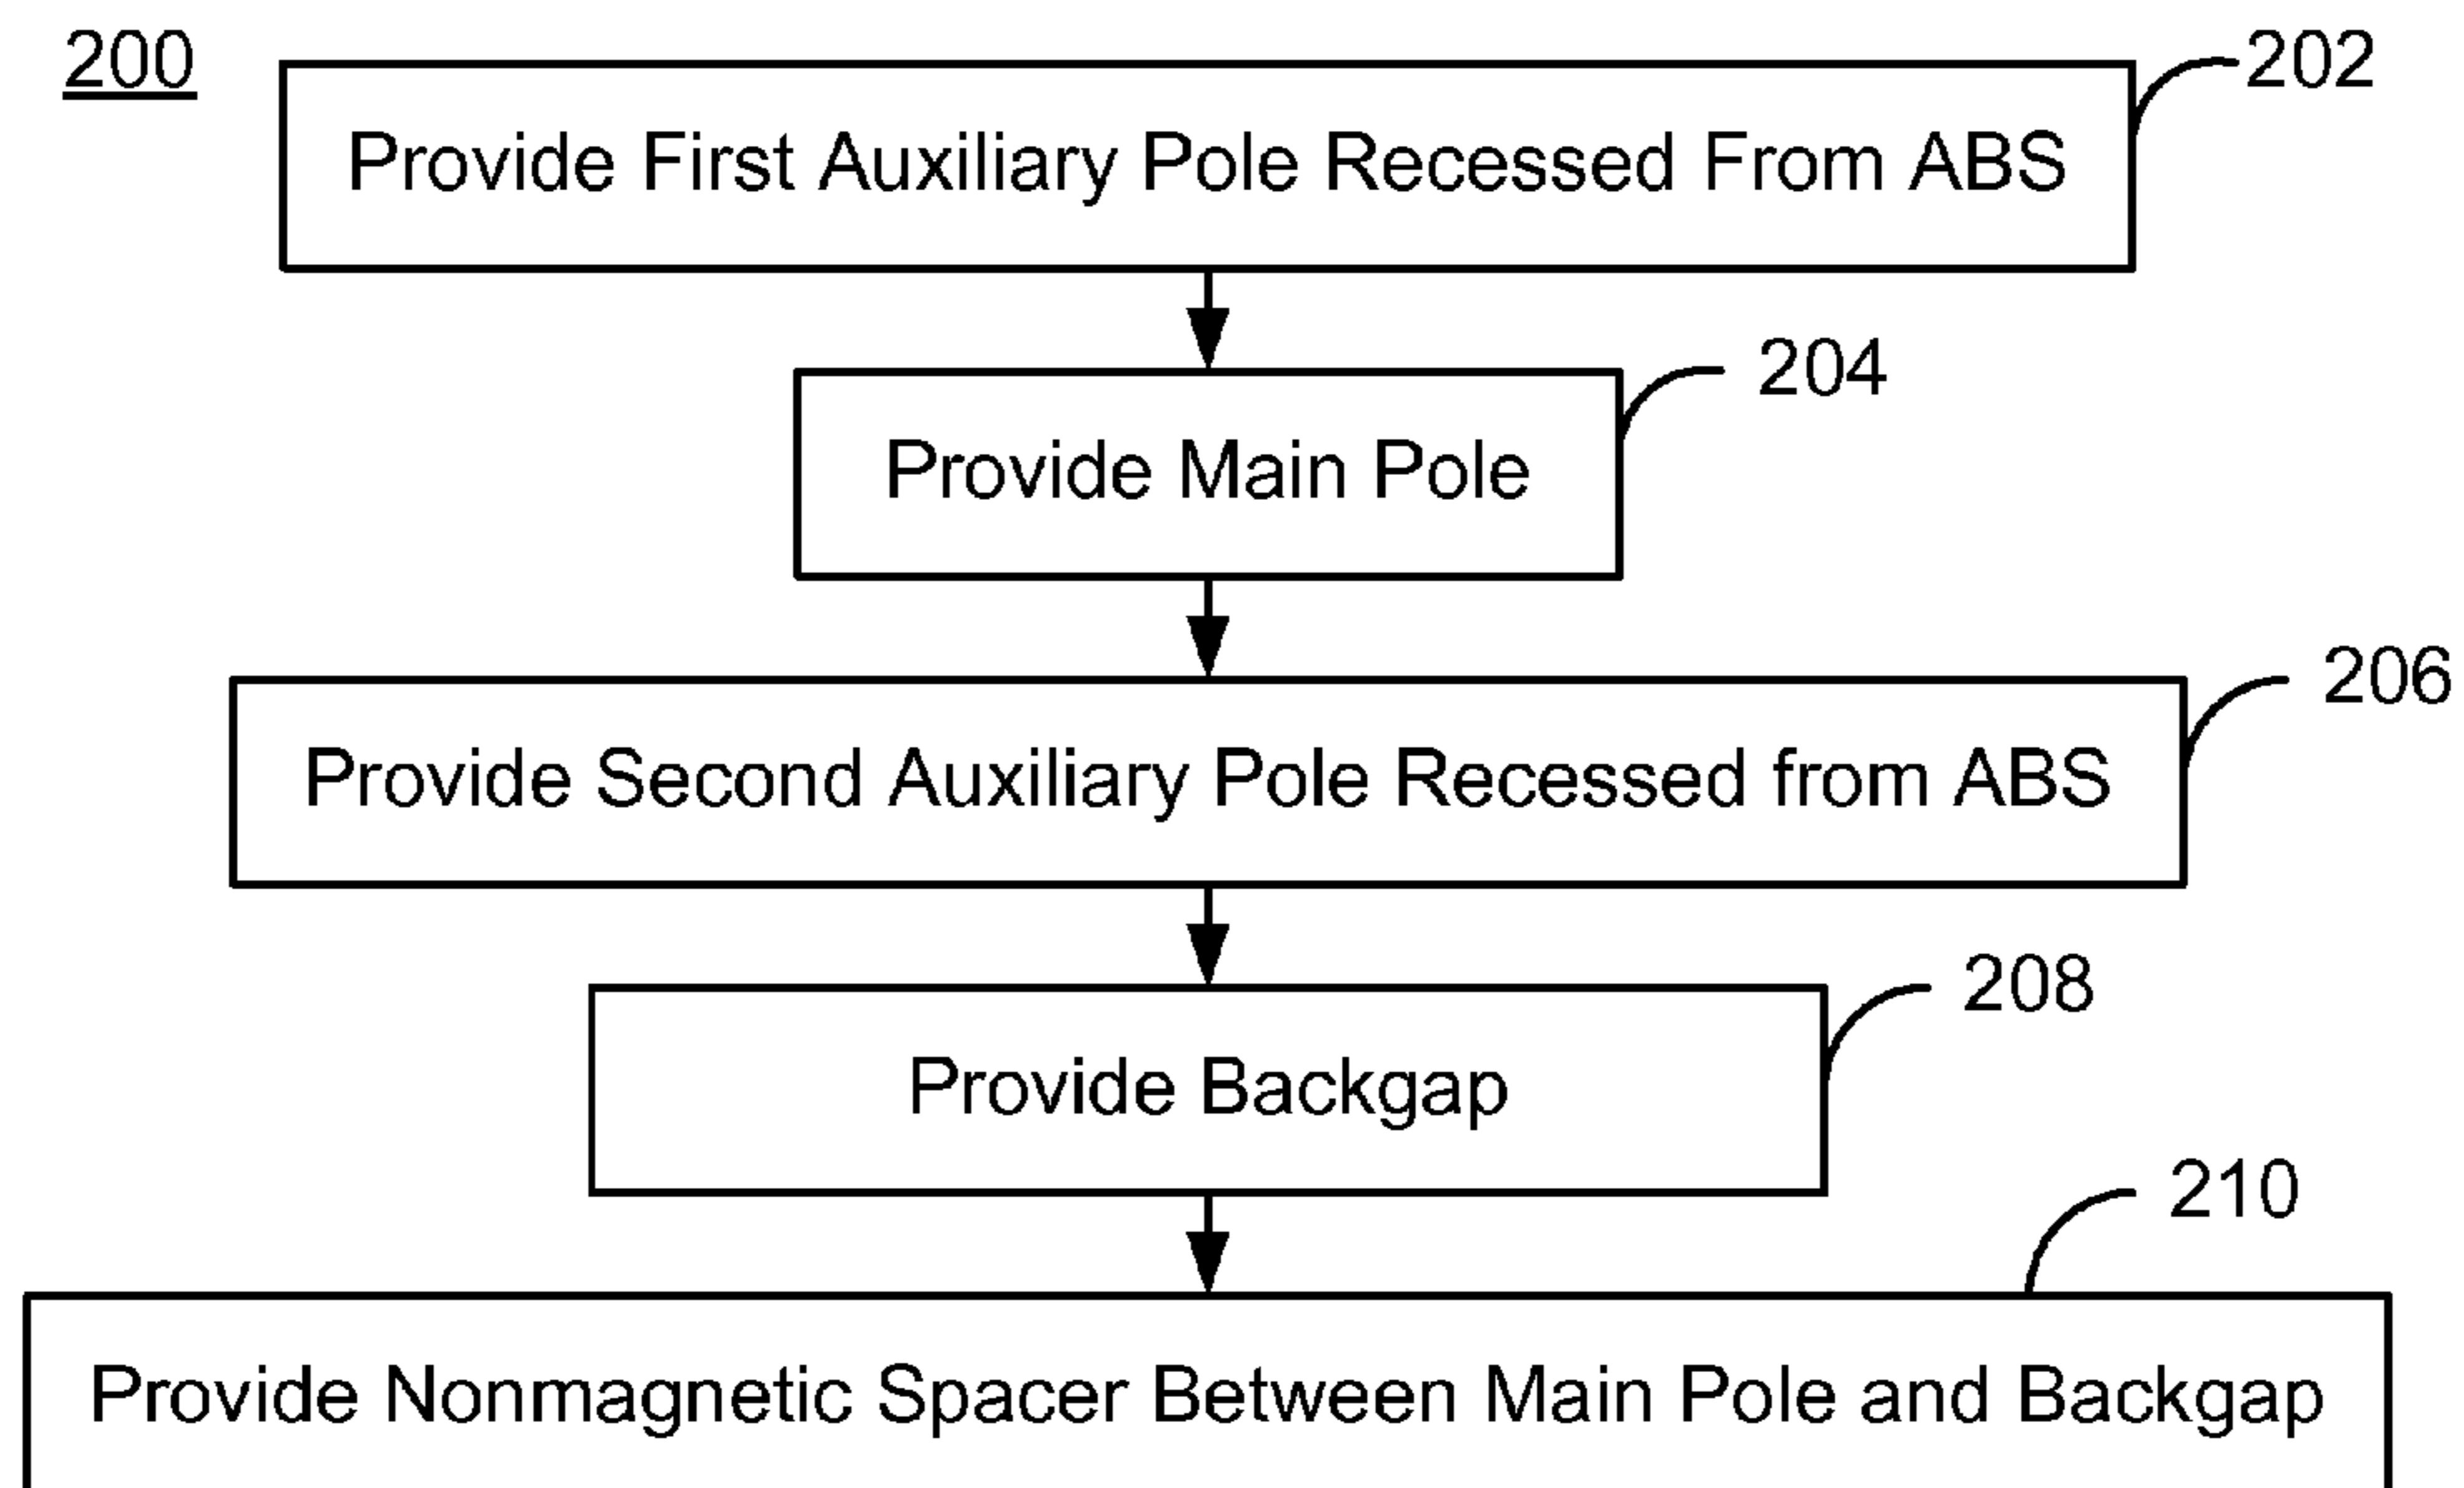 200
202
Provide First Auxiliary Pole Recessed From ABS
204
Provide Main Pole
206
Provide Second Auxiliary Pole Recessed from ABS
208
Provide Backgap
210
Provide Nonmagnetic Spacer Between Main Pole and Backgap